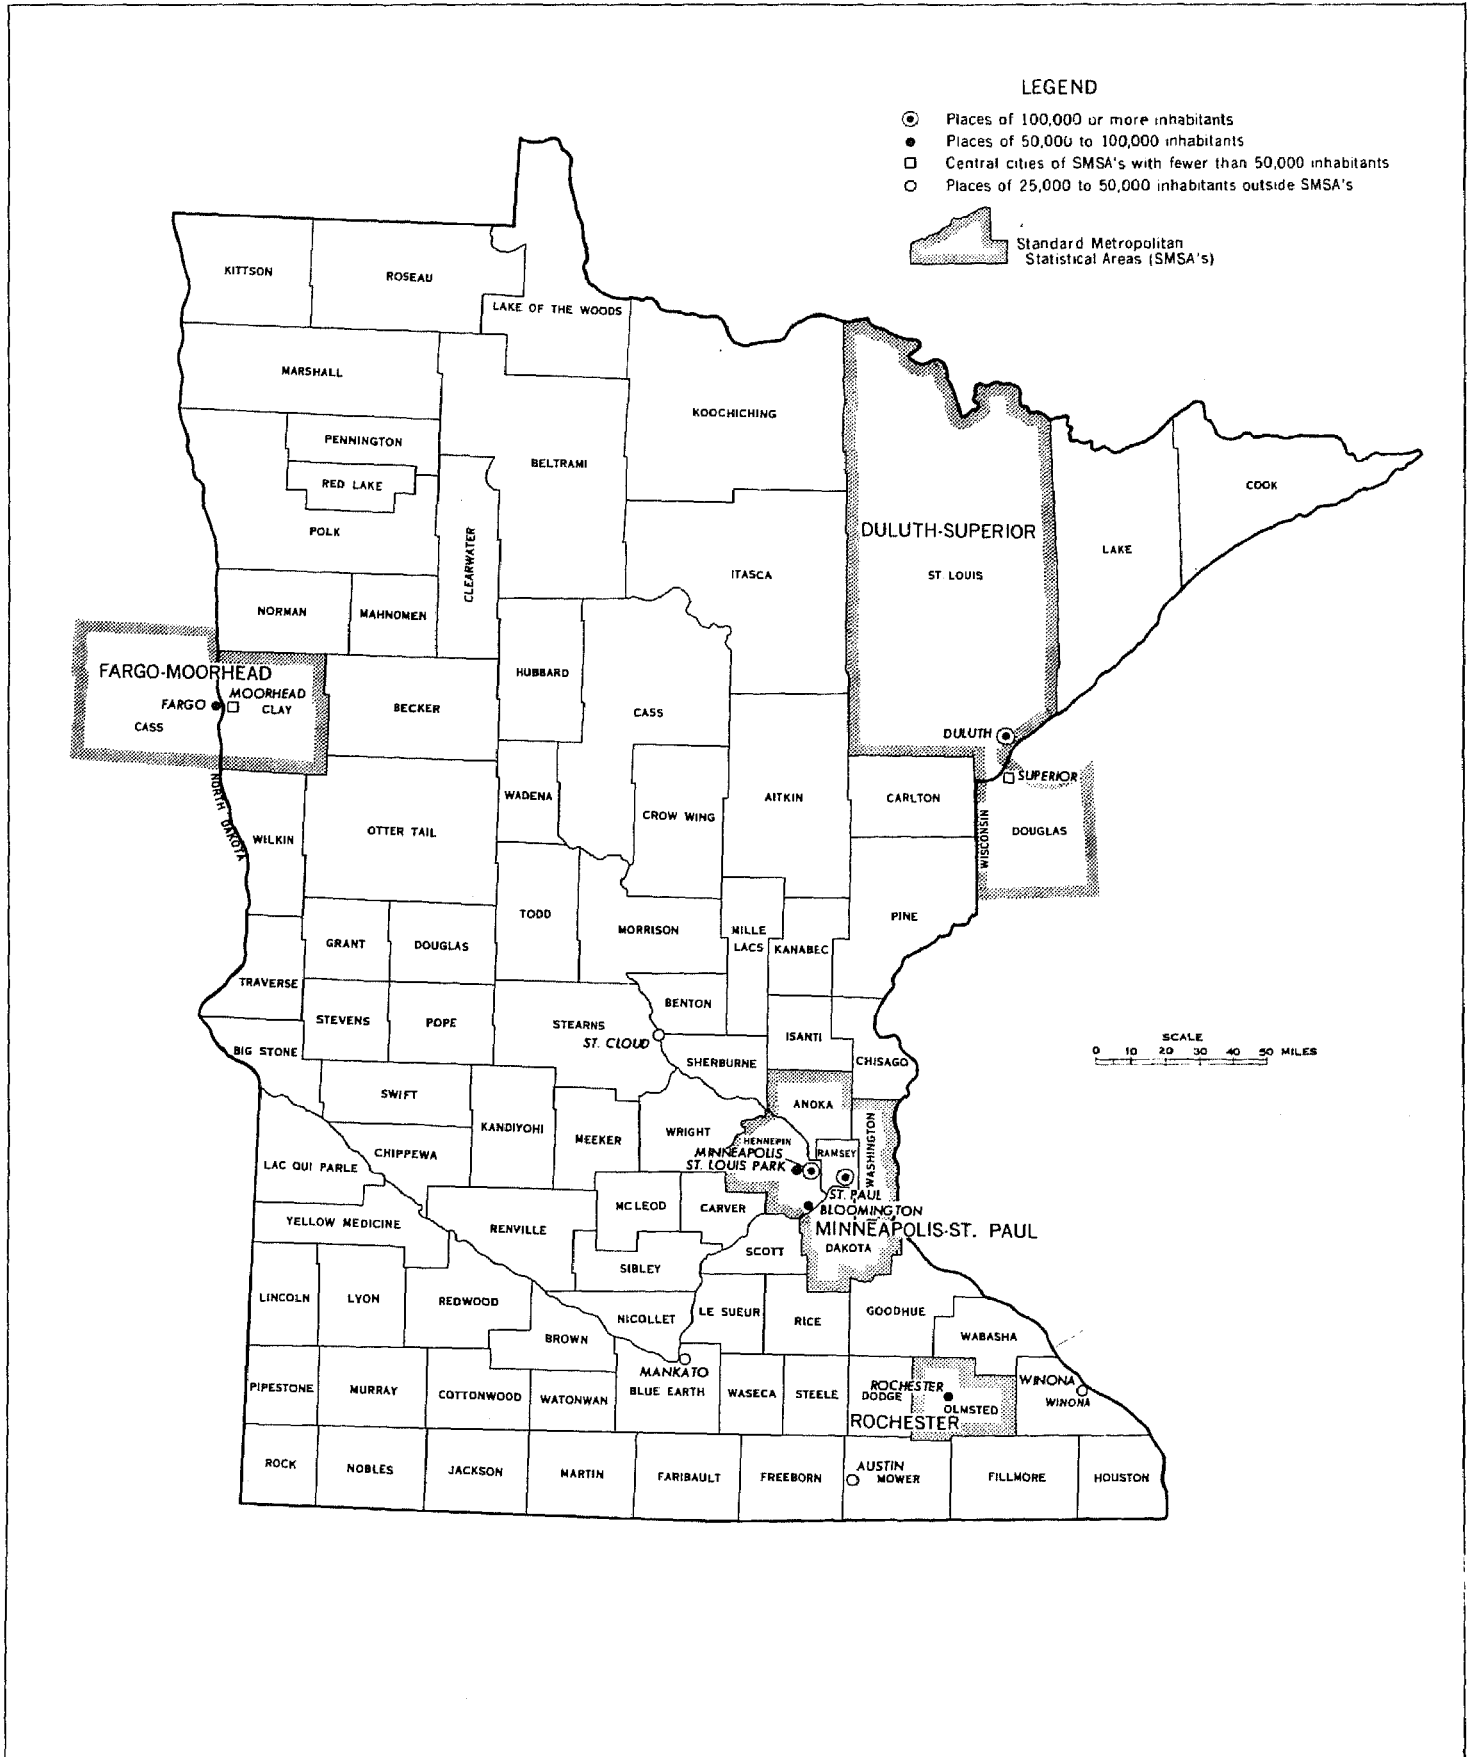 LEGEND
Places of 100,000 or more inhabitants
Places of 50,000 to 100,000 inhabitants
Central cities of SMSA's with fewer than 50,000 inhabitants
Places of 25,000 to 50,000 inhabitants outside SMSA's
Standard Metropolitan
Statistical Areas (SMSA's)
KITTSON
ROSEAU
LAKE OF THE WOODS
MARSHALL
KOOCHICHING
PENNINGTON
BELTRAMI
RED LAKE
COOK
POLK
DULUTH-SUPERIOR
LAKE
CLEARWATER
ITASCA
ST. LOUIS
NORMAN
MAHNOMEN
FARGO-MOORHEAD
HUBBARD
MOORHEAD
FARGO
CLAY
BECKER
CASS
CASS
DULUTH
SUPERIOR
NORTH DAKOTA
WADENA
AITKIN
CARLTON
CROW WING
OTTER TAIL
WILKIN
WISCONSIN
DOUGLAS
TODD
PINE
MORRISON
MILLE
LACS
KANABEC
GRANT
DOUGLAS
TRAVERSE
BENTON
STEVENS
POPE
STEARNS
ST. CLOUD
ISANTI
SCALE
0 10 20 30 40 50 MILES
BIG STONE
SHERBURNE
CHISAGO
SWIFT
ANOKA
KANDIYOHI
MEEKER
WRIGHT
HENNEPIN
WASHINGTON
CHIPPEWA
MINNEAPOLIS
RAMSEY
LAC QUI PARLE
ST. LOUIS PARK
ST. PAUL
MCLEOD
CARVER
BLOOMINGTON
YELLOW MEDICINE
RENVILLE
MINNEAPOLIS-ST. PAUL
SCOTT
DAKOTA
SIBLEY
LINCOLN
LYON
REDWOOD
NICOLLET
LE SUEUR
RICE
GOODHUE
BROWN
WABASHA
MANKATO
PIPESTONE
MURRAY
COTTONWOOD
WATONWAN
BLUE EARTH
WASECA
STEELE
DODGE
ROCHESTER
OLMSTED
WINONA
WINONA
ROCHESTER
ROCK
NOBLES
JACKSON
MARTIN
FARIBAULT
FREEBORN
AUSTIN
MOWER
FILLMORE
HOUSTON